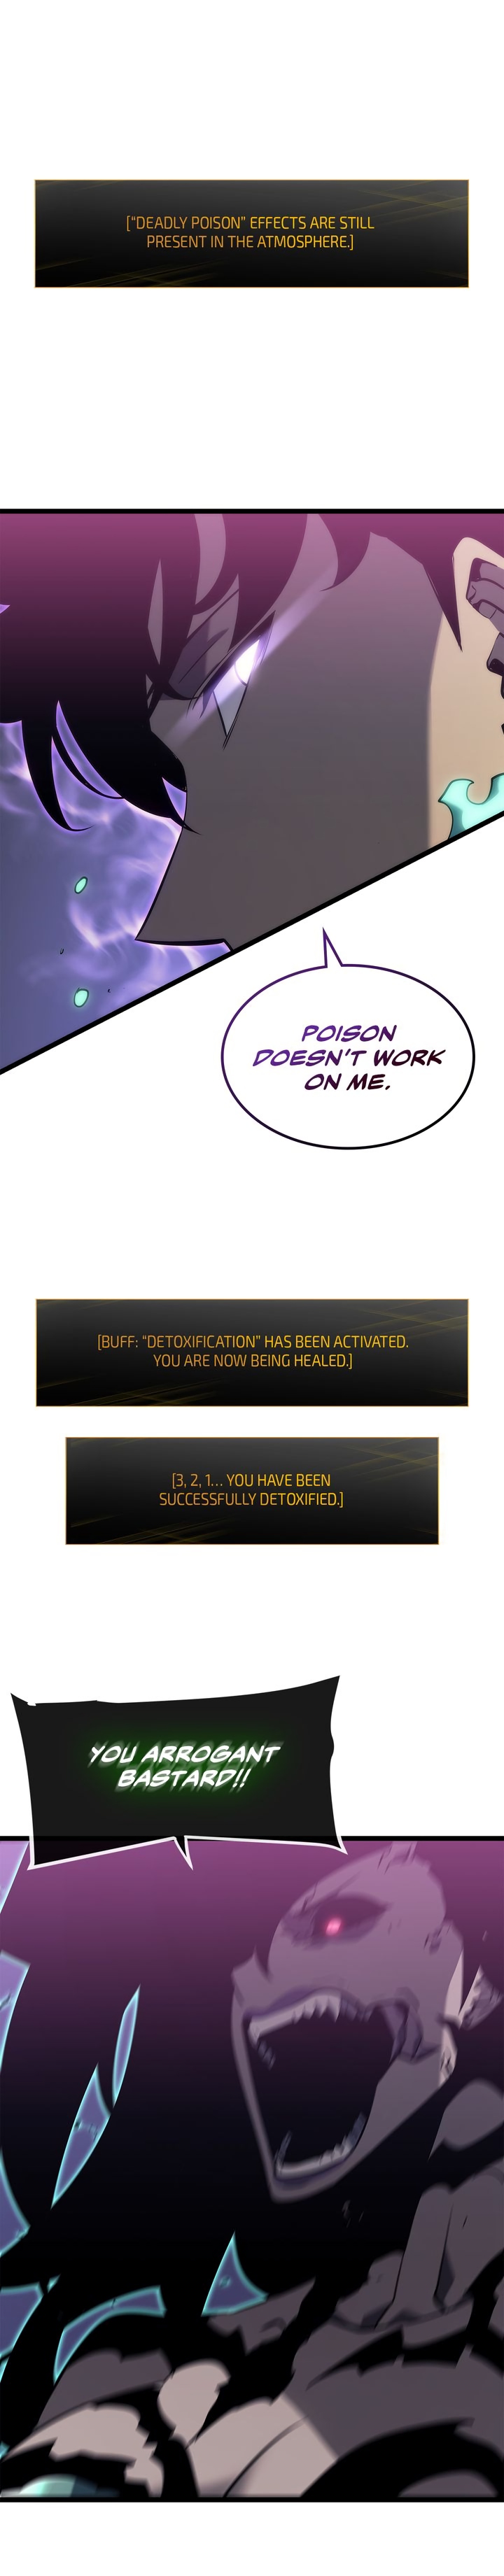 [“DEADLY POISON” EFFECTS ARE STILL
PRESENT IN THE ATMOSPHERE.]
POISON
DOESN'T WORK
ON ME.
[BUFF: “DETOXIFICATION” HAS BEEN ACTIVATED.
YOU ARE NOW BEING HEALED.]
[3, 2, 1... YOU HAVE BEEN
SUCCESSFULLY DETOXIFIED.]
YOU ARROGANT
BASTARD!!